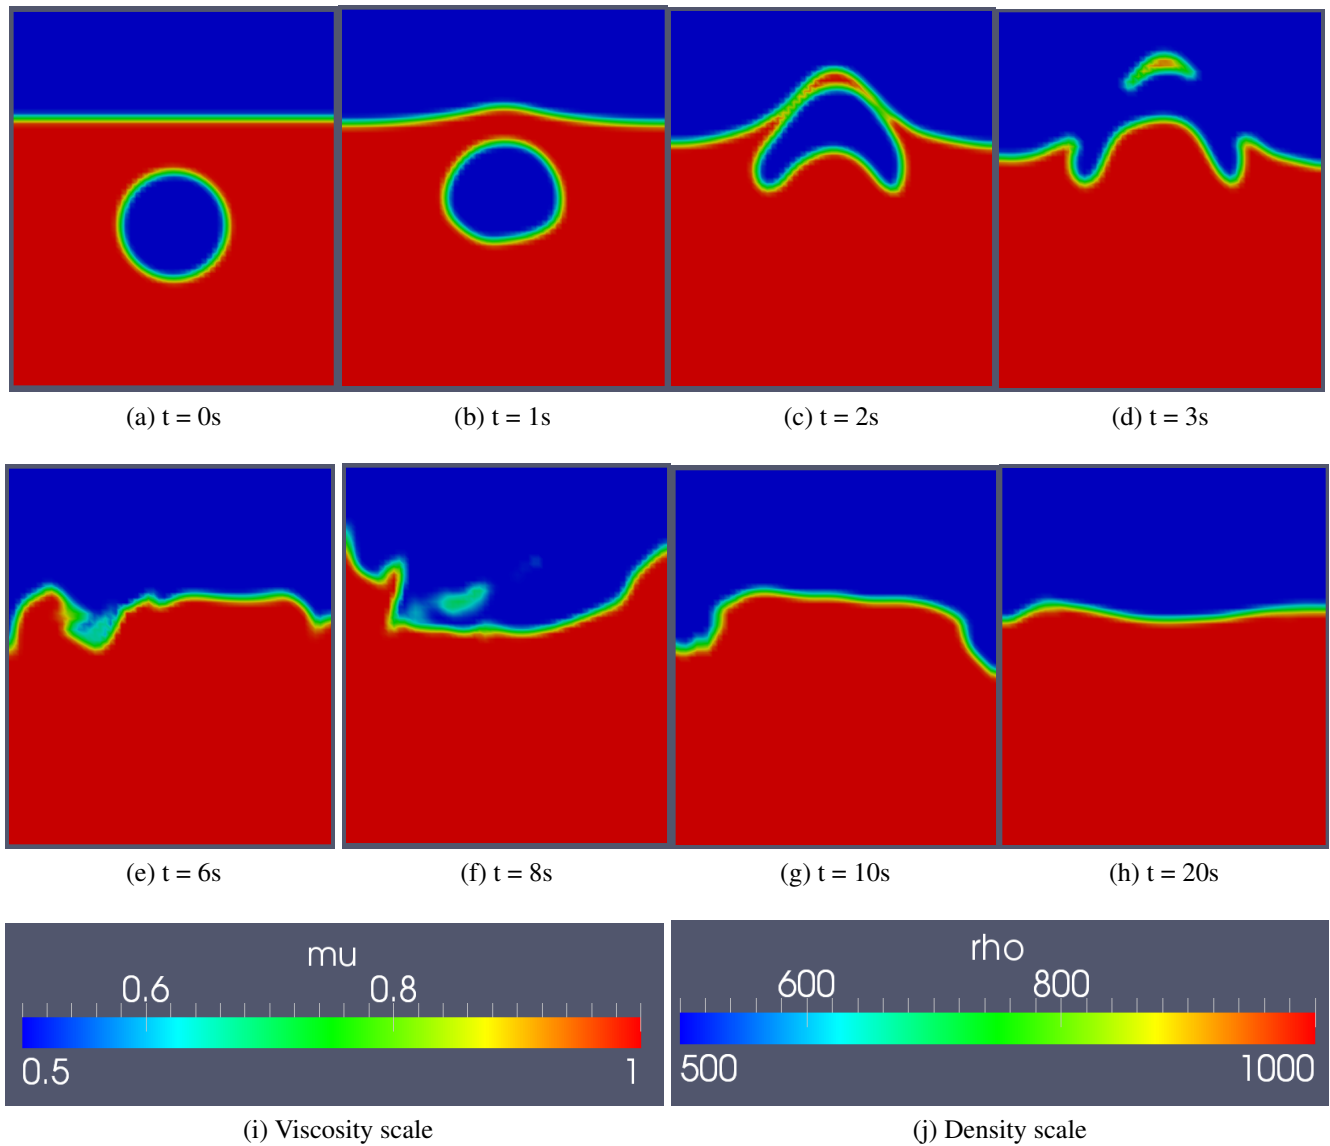 (a) t = 0s
(b) t = 1s
(c) t = 2s
(d) t = 3s
(e) t = 6s
(f) t = 8s
(g) t = 10s
(h) t = 20s
mu
0.6 0.8
0.5 1
(i) Viscosity scale
rho
600 800
500 1000
(j) Density scale